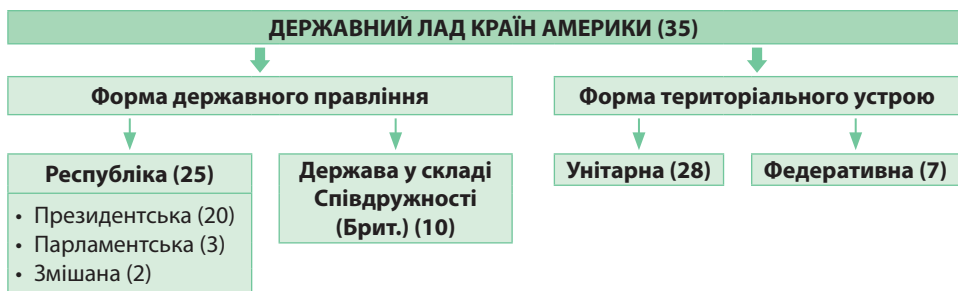 ДЕРЖАВНИЙ ЛАД КРАЇН АМЕРИКИ (35)
Форма державного правління
Форма територіального устрою
Республіка (25)
• Президентська (20)
• Парламентська (3)
• Змішана (2)
Держава у складі
Співдружності
(Брит.) (10)
Унітарна (28)
Федеративна (7)